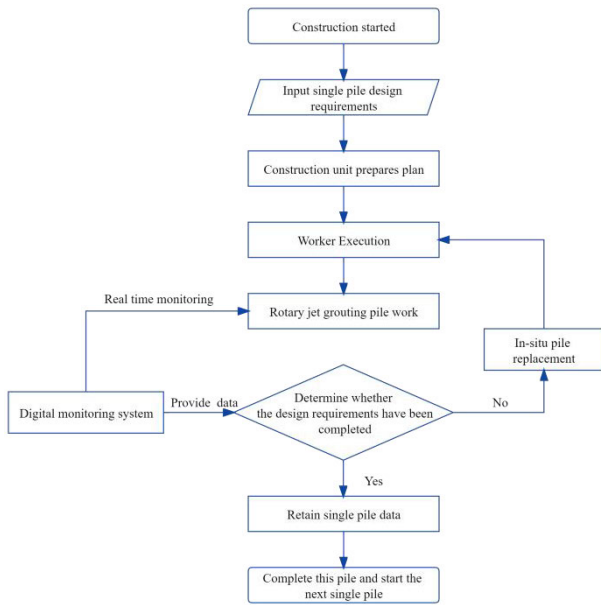 Construction started
Input single pile design
requirements
Construction unit prepares plan
Worker Execution
Real time monitoring
Rotary jet grouting pile work
In-situ pile
replacement
Digital monitoring system
Provide data
Determine whether
the design requirements have been
completed
No
Yes
Retain single pile data
Complete this pile and start the
next single pile